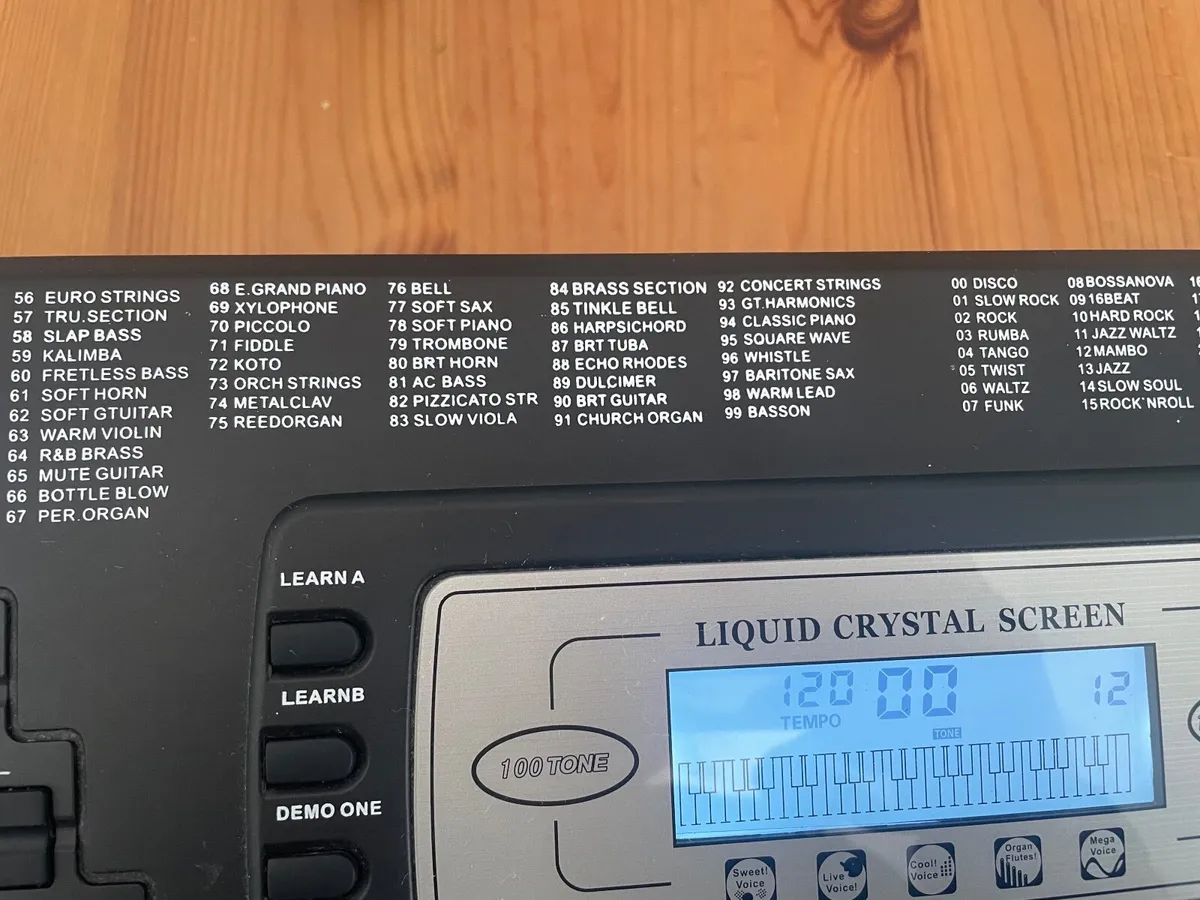 56 EURO STRINGS
57 TRU.SECTION
58 SLAP BASS
59 KALIMBA
60 FRETLESS BASS
61 SOFT HORN
62 SOFT GTUITAR
63 WARM VIOLIN
64 R&B BRASS
65 MUTE GUITAR
66 BOTTLE BLOW
67 PER.ORGAN
68 E.GRAND PIANO
69 XYLOPHONE
70 PICCOLO
71 FIDDLE
72 KOTO
73 ORCH STRINGS
74 METALCLAV
75 REEDORGAN
76 BELL
77 SOFT SAX
78 SOFT PIANO
79 TROMBONE
80 BRT HORN
81 AC BASS
82 PIZZICATO STR
83 SLOW VIOLA
84 BRASS SECTION
85 TINKLE BELL
86 HARPSICHORD
87 BRT TUBA
88 ECHO RHODES
89 DULCIMER
90 BRT GUITAR
91 CHURCH ORGAN
92 CONCERT STRINGS
93 GT.HARMONICS
94 CLASSIC PIANO
95 SQUARE WAVE
96 WHISTLE
97 BARITONE SAX
98 WARM LEAD
99 BASSON
00 DISCO
01 SLOW ROCK
02 ROCK
03 RUMBA
04 TANGO
05 TWIST
06 WALTZ
07 FUNK
08 BOSSANOVA
09 16BEAT
10 HARD ROCK
11 JAZZ WALTZ
12 MAMBO
13 JAZZ
14 SLOW SOUL
15 ROCK`NROLL
LEARN A
LEARNB
DEMO ONE
LIQUID CRYSTAL SCREEN
120 00 12
TEMPO
TONE
100 TONE
Sweet!
Voice
Live
Voice!
Cool!
Voice
Organ
Flutes!
Mega
Voice